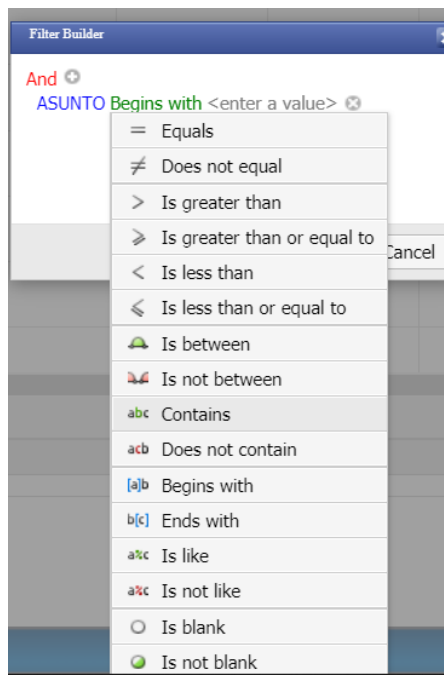 Filter Builder
And
ASUNTO Begins with <enter a value>
= Equals
≠ Does not equal
> Is greater than
⩾ Is greater than or equal to
Cancel
< Is less than
⩽ Is less than or equal to
Is between
Is not between
abc Contains
acb Does not contain
[a]b Begins with
b[c] Ends with
a%c Is like
a%c Is not like
Is blank
Is not blank